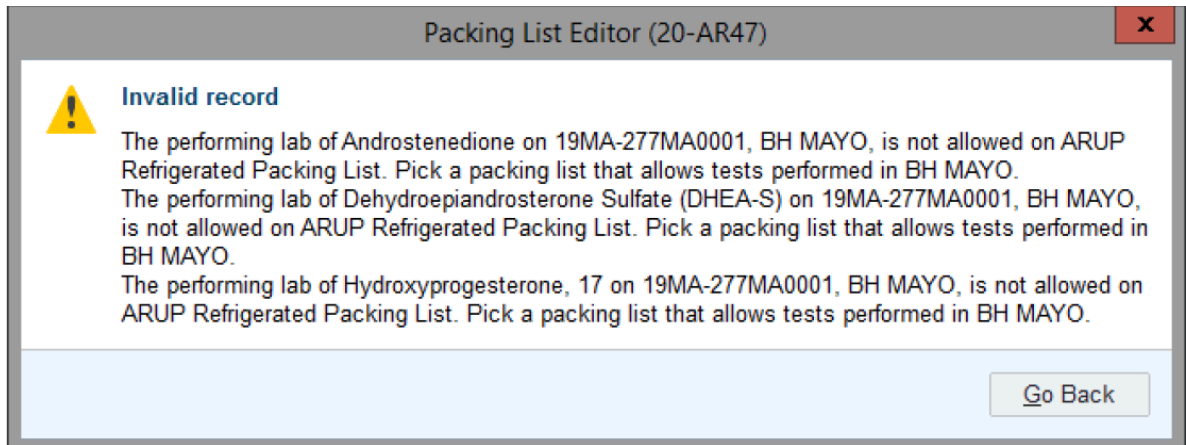 Packing List Editor (20-AR47)
x
Invalid record
The performing lab of Androstenedione on 19MA-277MA0001, BH MAYO, is not allowed on ARUP
Refrigerated Packing List. Pick a packing list that allows tests performed in BH MAYO.
The performing lab of Dehydroepiandrosterone Sulfate (DHEA-S) on 19MA-277MA0001, BH MAYO,
is not allowed on ARUP Refrigerated Packing List. Pick a packing list that allows tests performed in
BH MAYO.
The performing lab of Hydroxyprogesterone, 17 on 19MA-277MA0001, BH MAYO, is not allowed on
ARUP Refrigerated Packing List. Pick a packing list that allows tests performed in BH MAYO.
Go Back